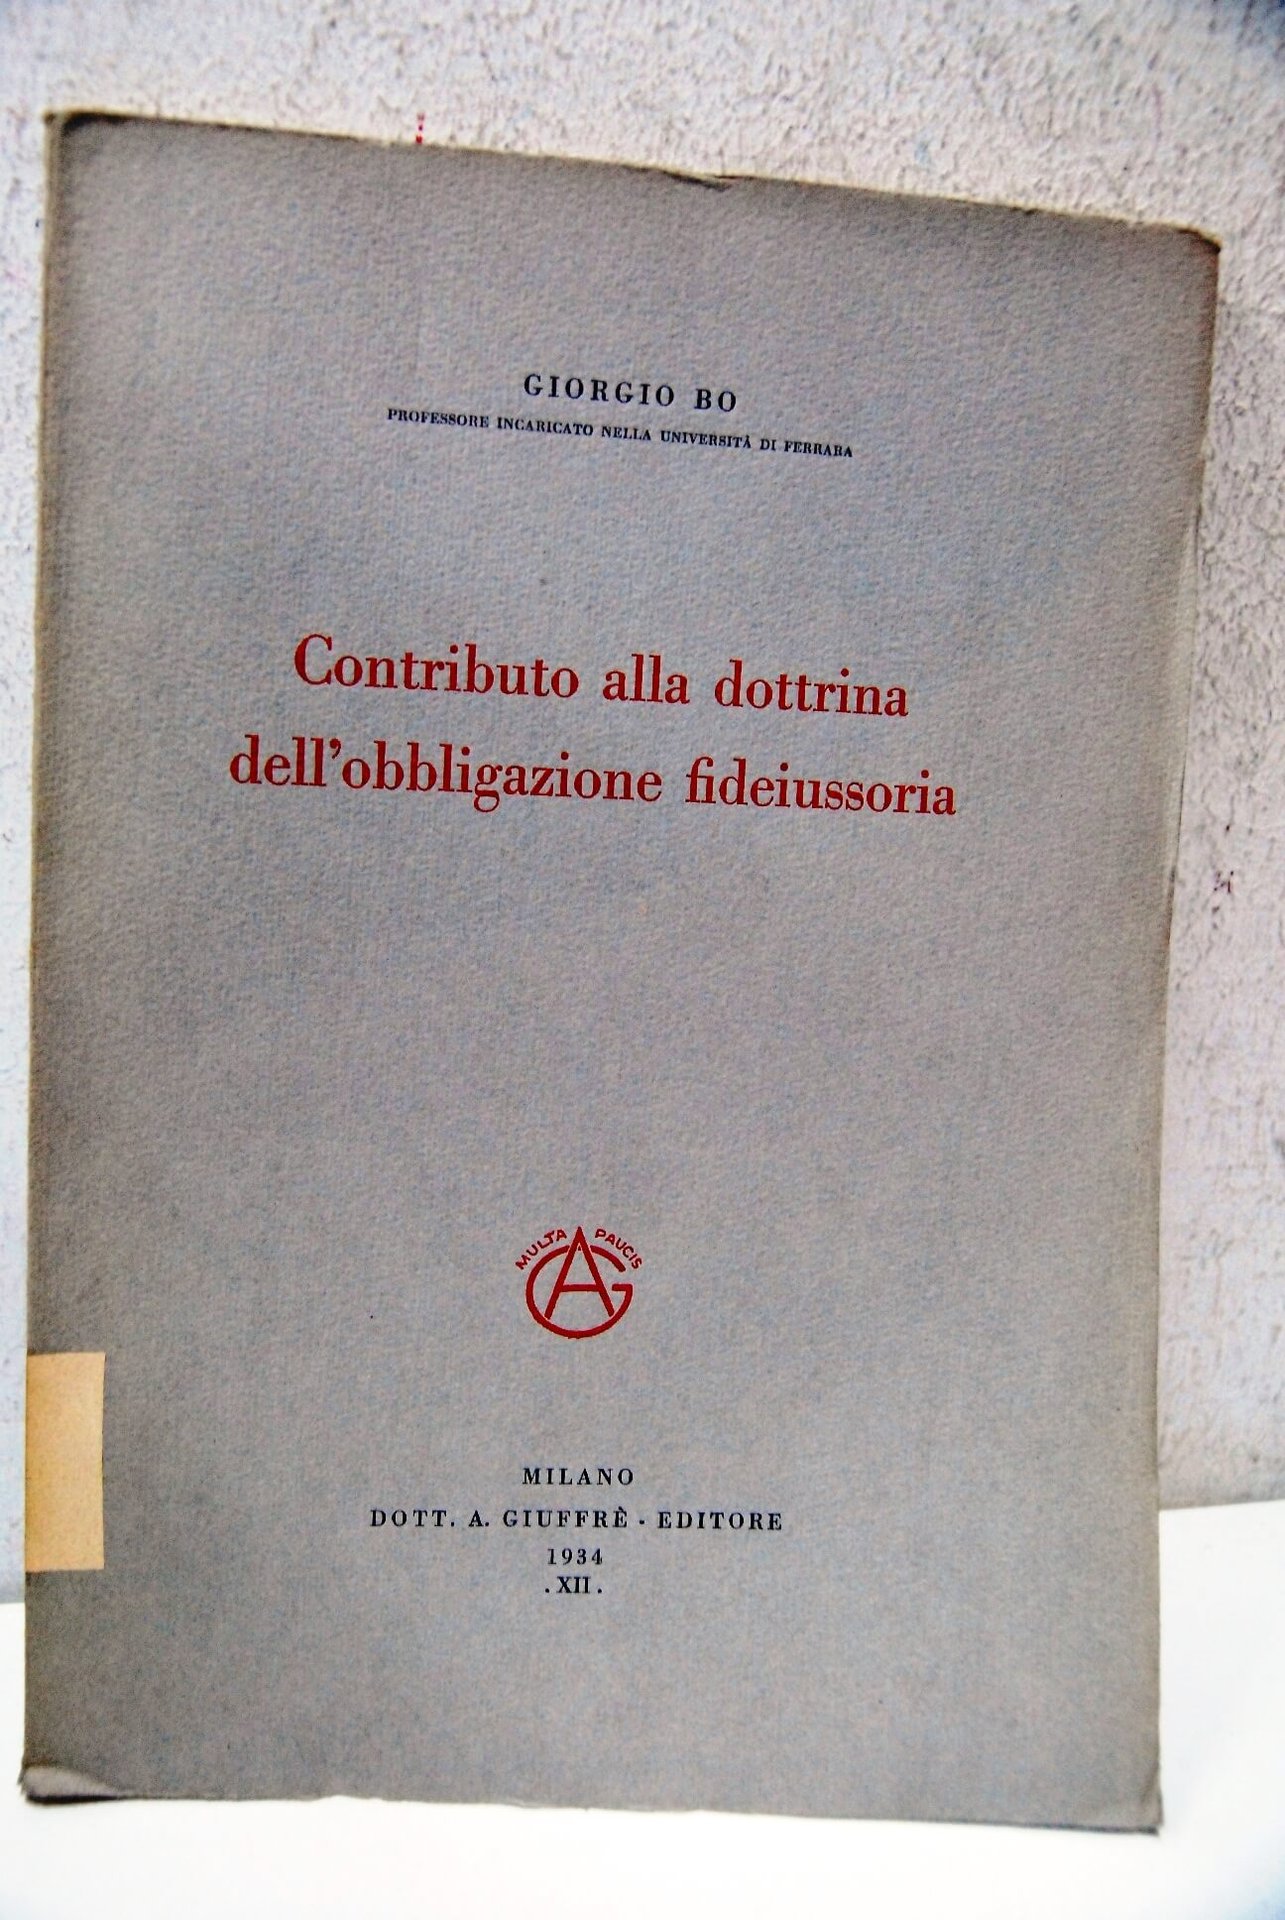 GIORGIO BO
PROFESSORE INCARICATO NELLA UNIVERSITÀ DI FERRARA
Contributo alla dottrina
dell'obbligazione fideiussoria
MULTA PAUCIS
AG
MILANO
DOTT. A. GIUFFRÈ - EDITORE
1934
. XII .